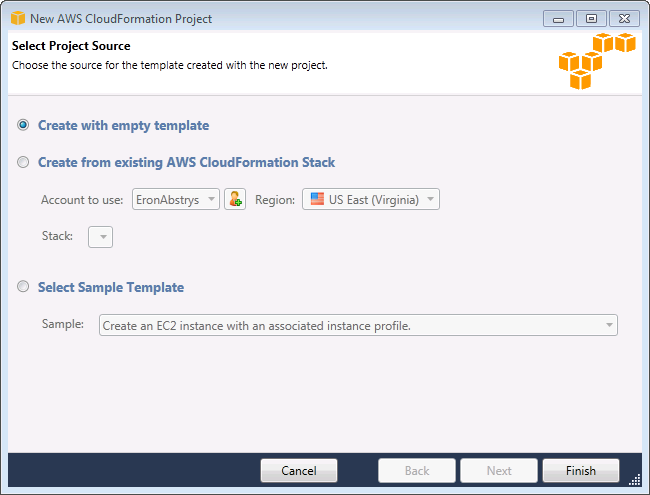 New AWS CloudFormation Project
Select Project Source
Choose the source for the template created with the new project.
Create with empty template
Create from existing AWS CloudFormation Stack
Account to use: EronAbstrys Region: US East (Virginia)
Stack:
Select Sample Template
Sample: Create an EC2 instance with an associated instance profile.
Cancel Back Next Finish